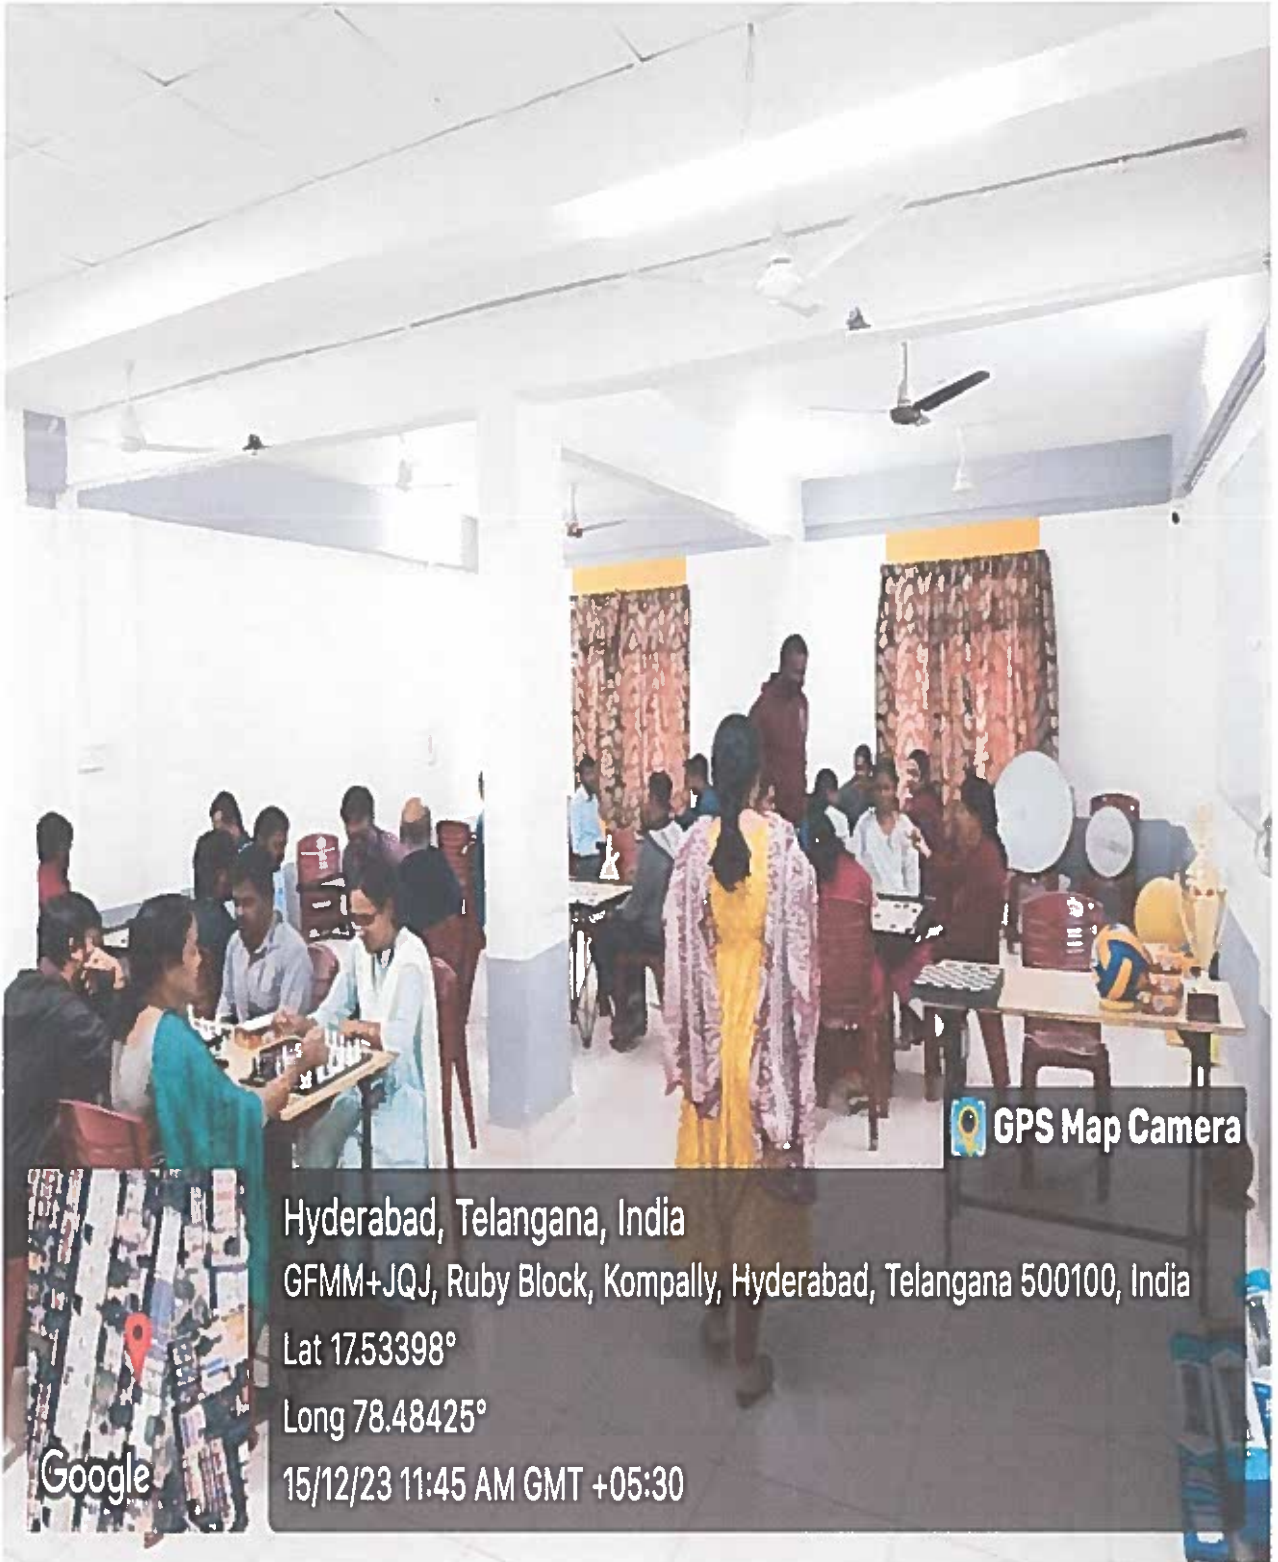 GPS Map Camera
Hyderabad, Telangana, India
GFMM+JQJ, Ruby Block, Kompally, Hyderabad, Telangana 500100, India
Lat 17.53398°
Long 78.48425°
15/12/23 11:45 AM GMT +05:30
Google